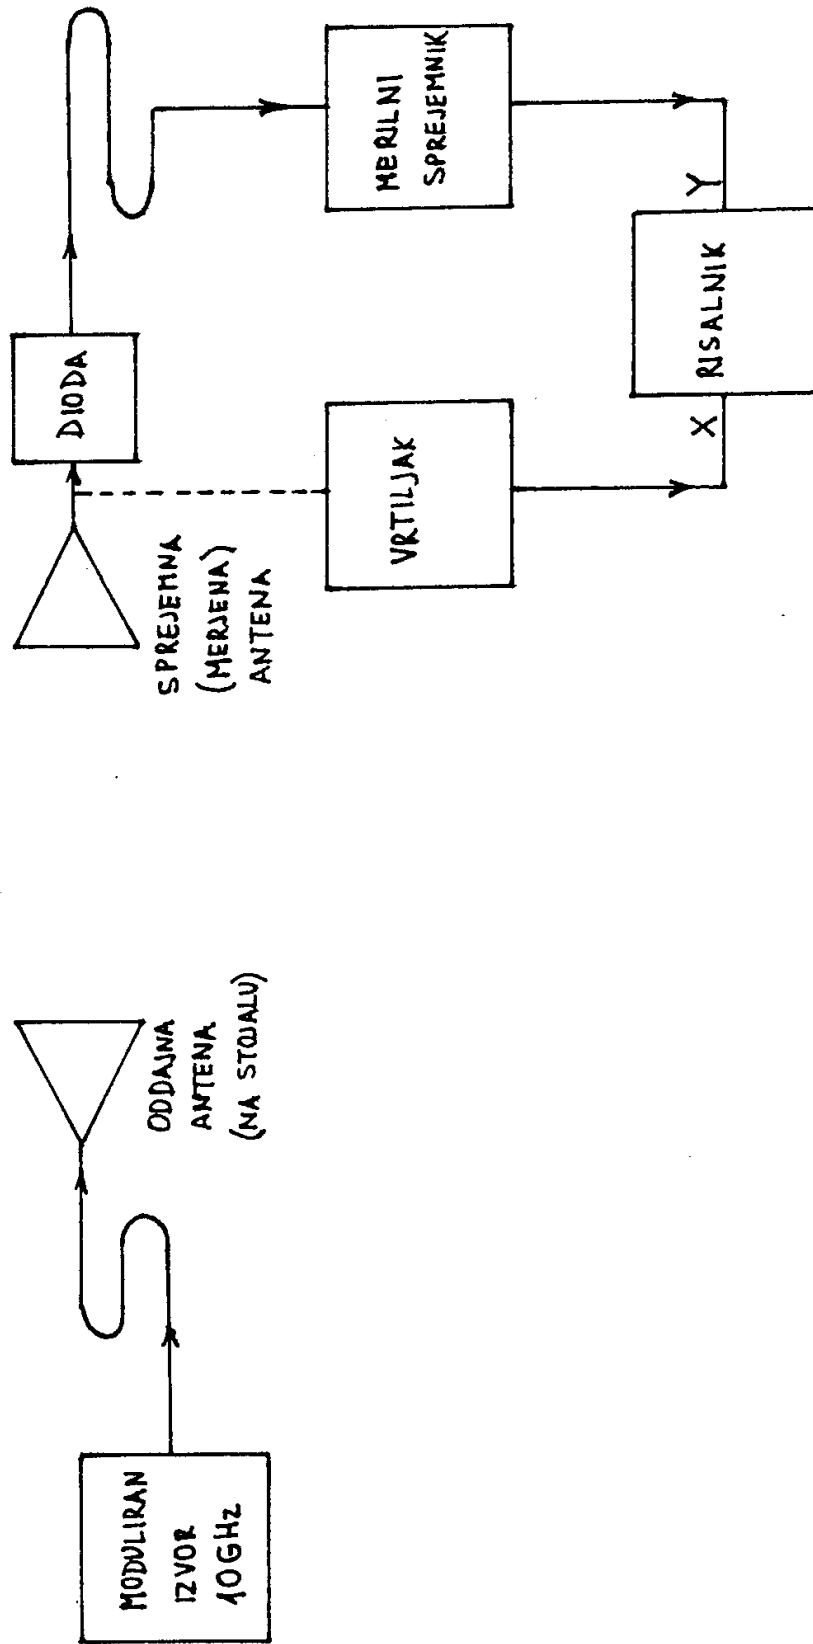 MODULIRAN
IZVOR
10GHz
ODDAJNA
ANTENA
(NA STOJALU)
SPREJEMNA
(MERJENA)
ANTENA
DIODA
VRTILJAK
MERILNI
SPREJEMNIK
X
RISALNIK
Y